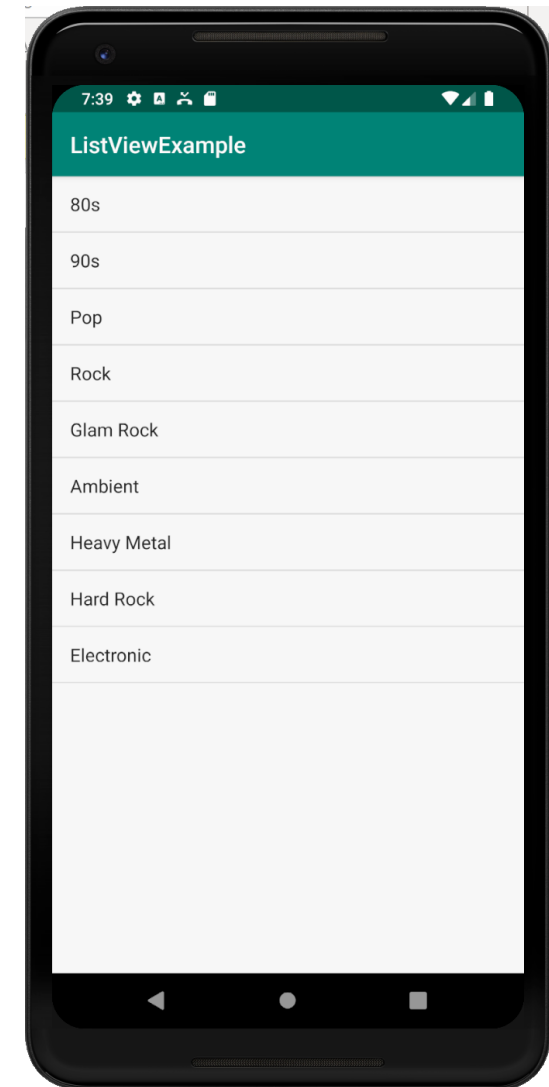 7:39
ListViewExample
80s
90s
Pop
Rock
Glam Rock
Ambient
Heavy Metal
Hard Rock
Electronic